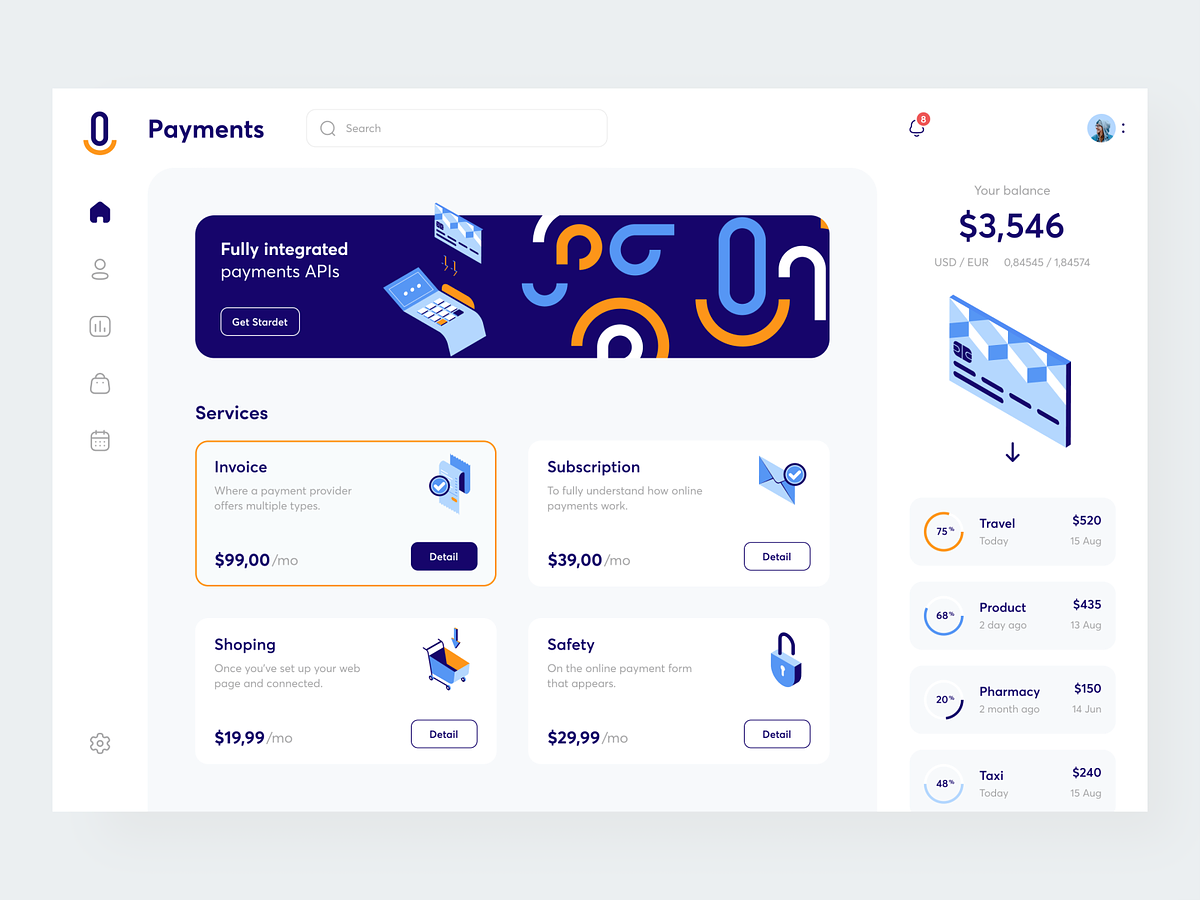 Payments
Search
8
Fully integrated
payments APIs
Get Stardet
Services
Invoice
Where a payment provider
offers multiple types.
$99,00/mo
Detail
Subscription
To fully understand how online
payments work.
$39,00/mo
Detail
Shoping
Once you've set up your web
page and connected.
$19,99/mo
Detail
Safety
On the online payment form
that appears.
$29,99/mo
Detail
Your balance
$3,546
USD / EUR 0,84545 / 1,84574
75% Travel $520
Today 15 Aug
68% Product $435
2 day ago 13 Aug
20% Pharmacy $150
2 month ago 14 Jun
48% Taxi $240
Today 15 Aug